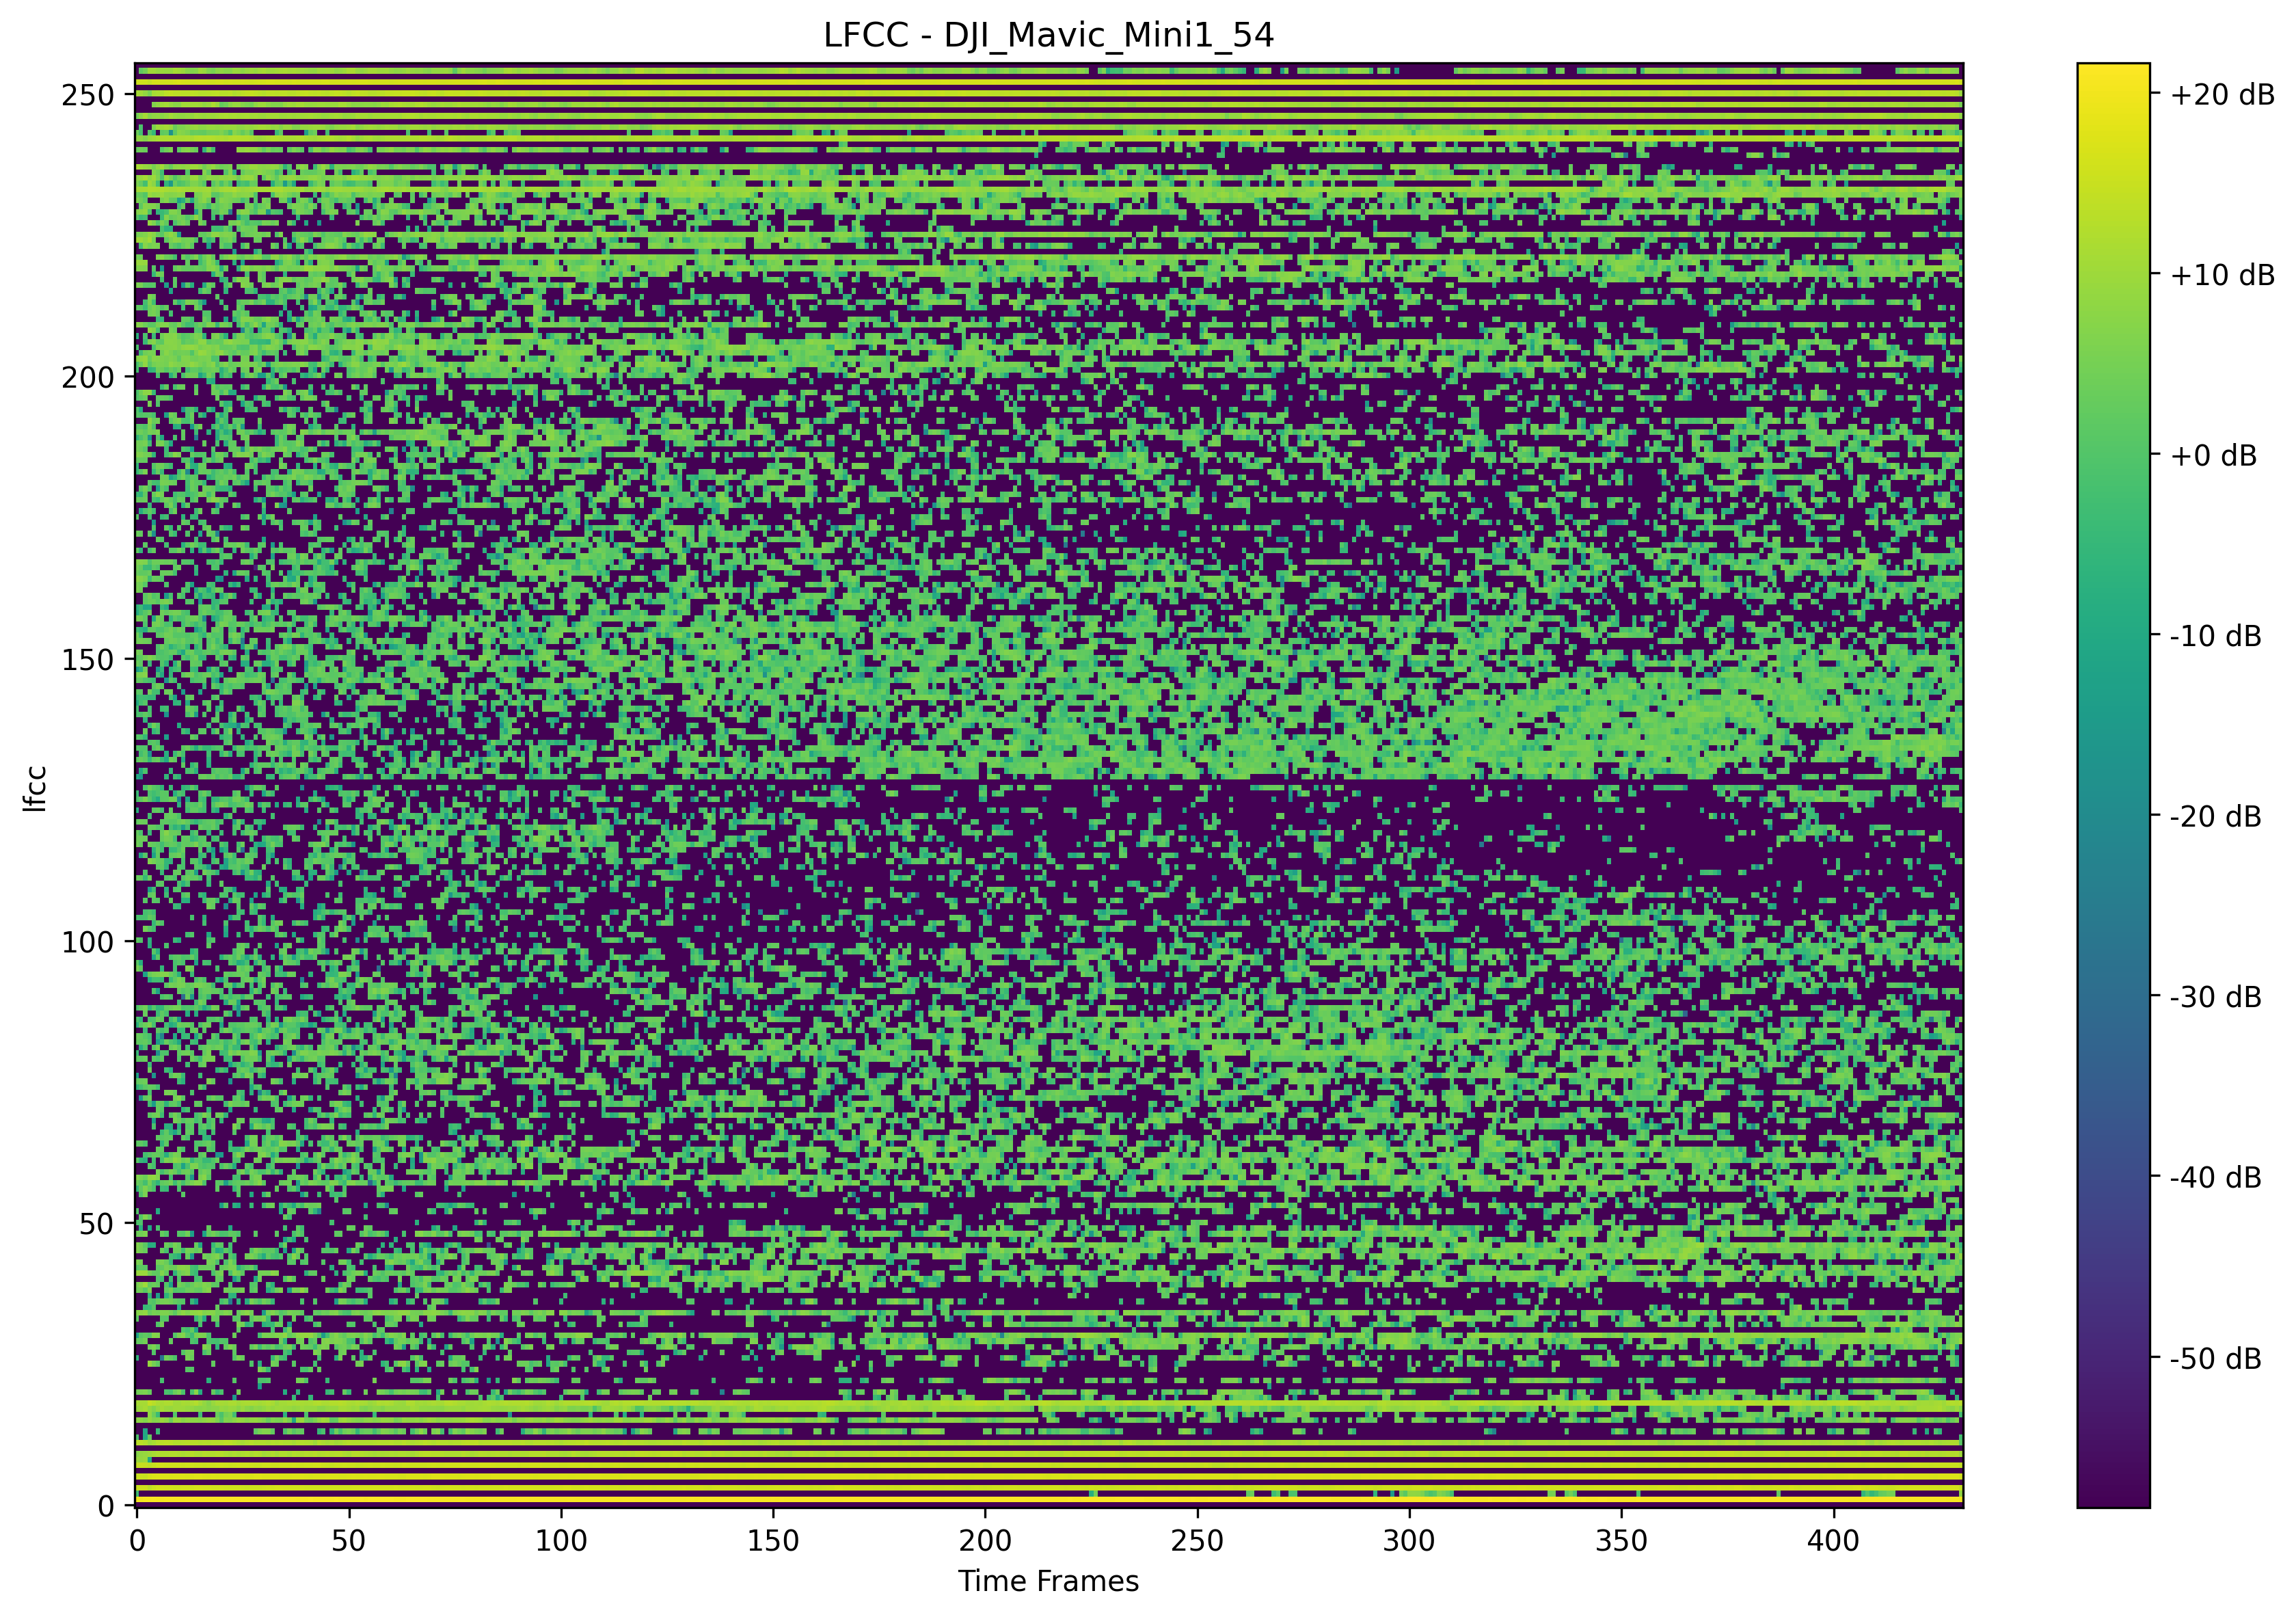 LFCC - DJI_Mavic_Mini1_54
250
200
150
100
50
0
lfcc
0 50 100 150 200 250 300 350 400
Time Frames
+20 dB
+10 dB
+0 dB
-10 dB
-20 dB
-30 dB
-40 dB
-50 dB